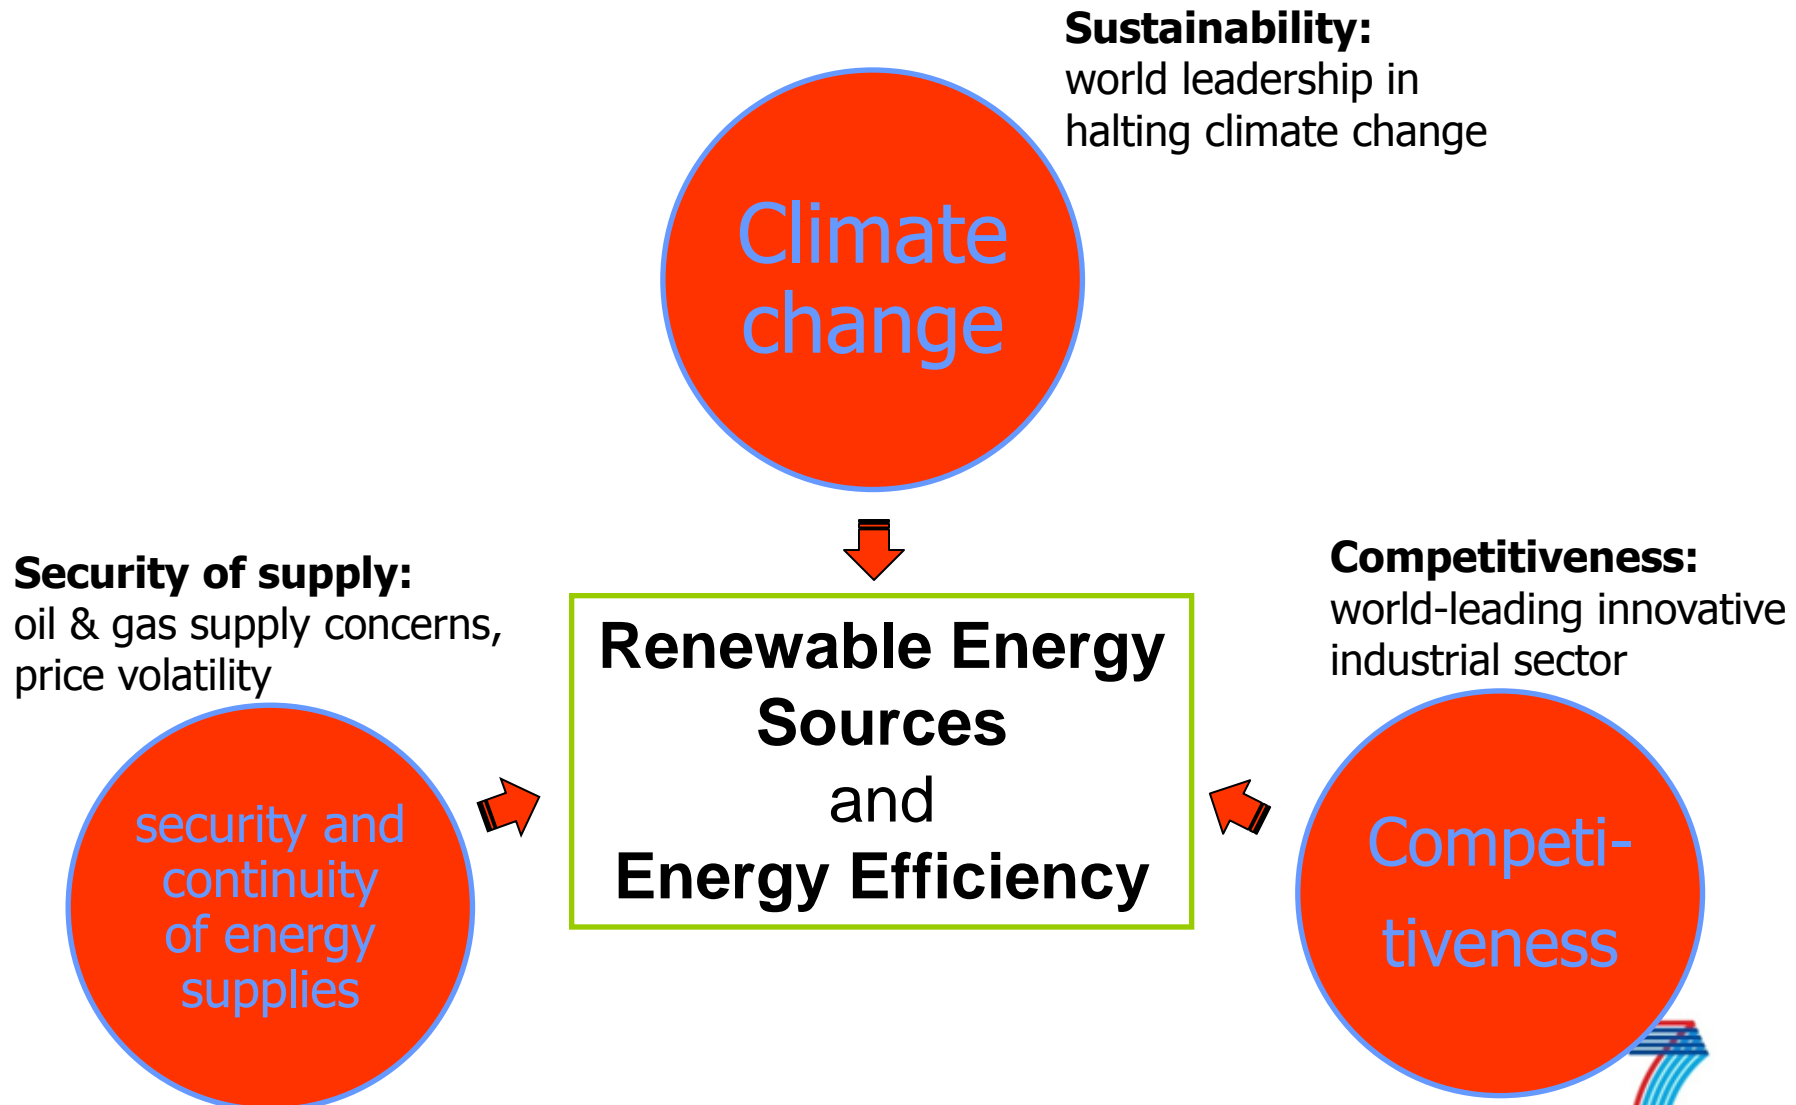 Sustainability:
world leadership in
halting climate change
Climate
change
Security of supply:
oil & gas supply concerns,
price volatility
security and
continuity
of energy
supplies
Renewable Energy
Sources
and
Energy Efficiency
Competitiveness:
world-leading innovative
industrial sector
Competi-
tiveness